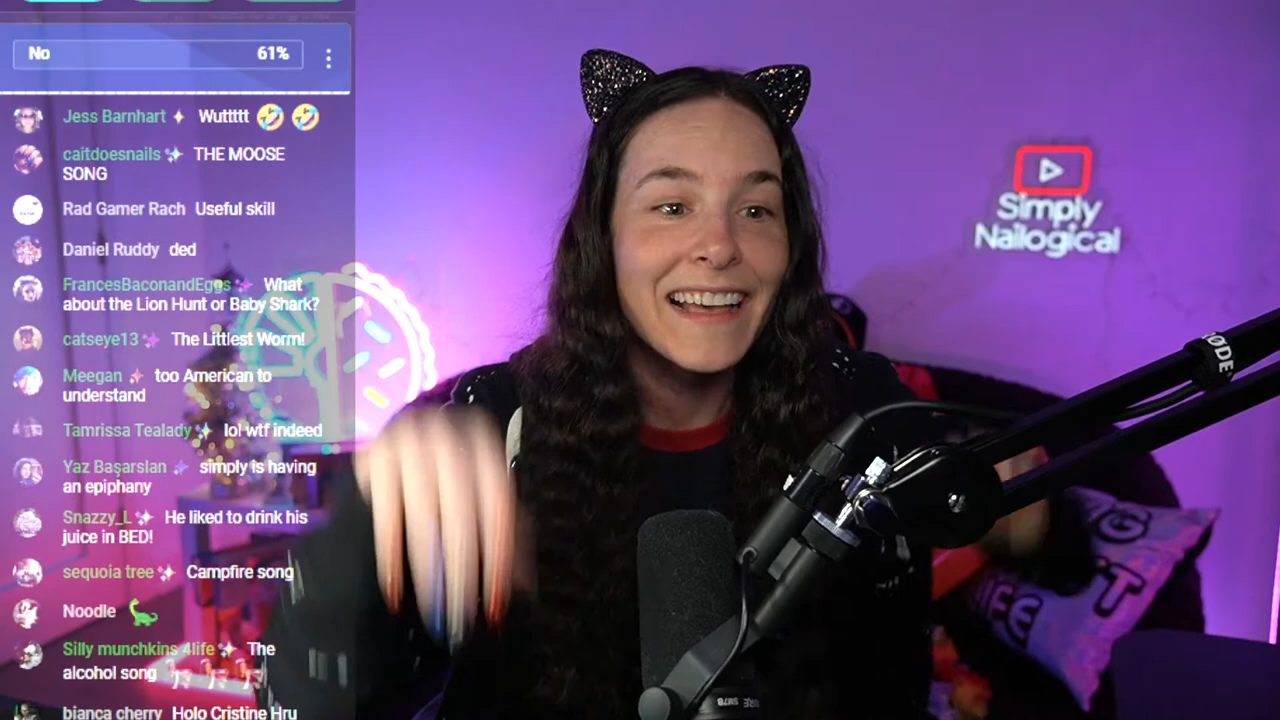 No 61%
Jess Barnhart Wuttttt
caitdoesnails THE MOOSE
SONG
Rad Gamer Rach Useful skill
Daniel Ruddy ded
FrancesBaconandEggs What
about the Lion Hunt or Baby Shark?
catseye13 The Littlest Worm!
Meegan too American to
understand
Tamrissa Tealady lol wtf indeed
Yaz Başarslan simply is having
an epiphany
Snazzy_L He liked to drink his
juice in BED!
sequoia tree Campfire song
Noodle
Silly munchkins 4life The
alcohol song
bianca cherry Holo Cristine Hru
Simply
Nailogical
RØDE
SM7B